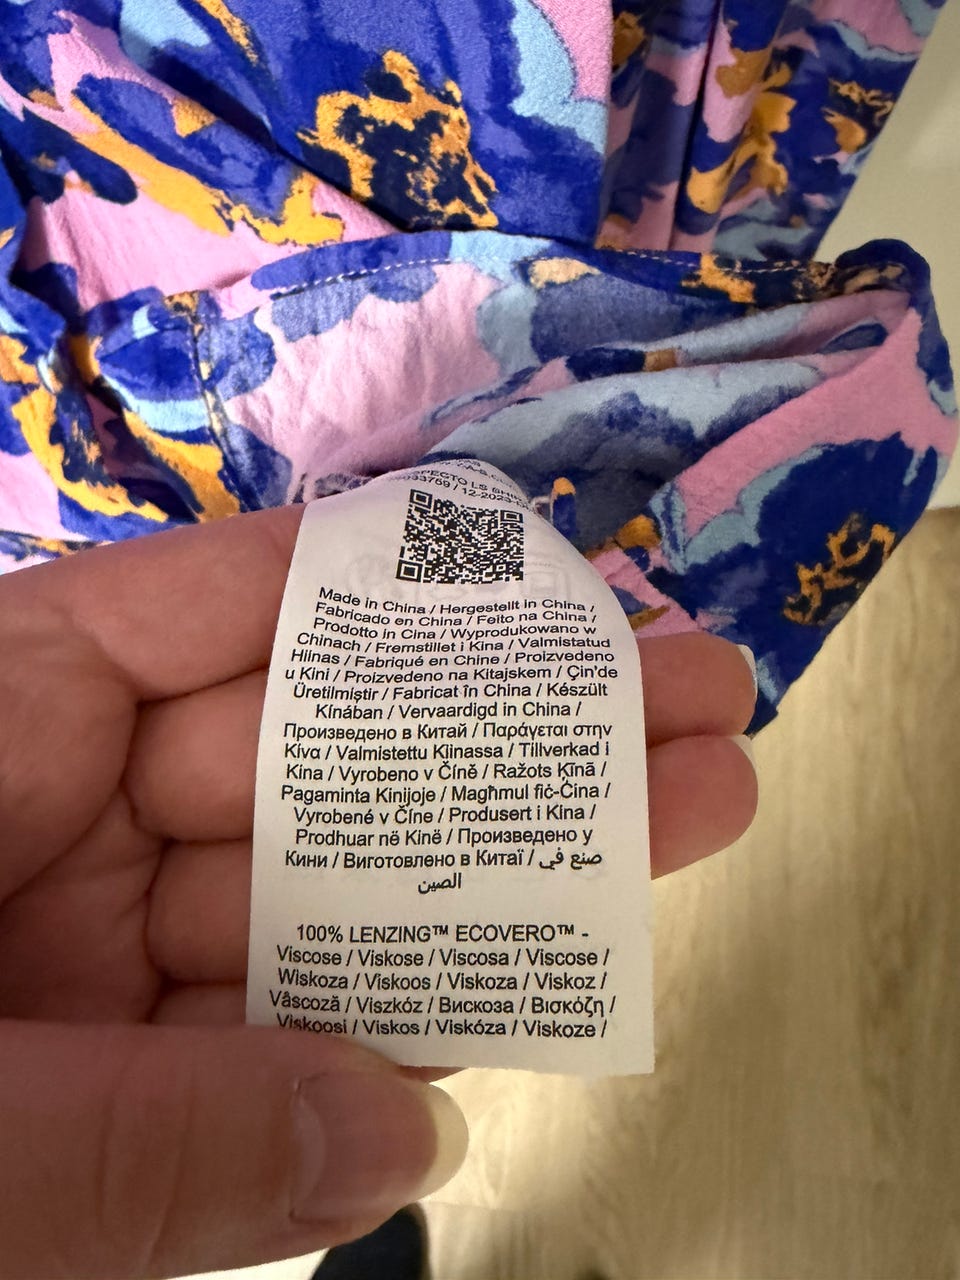 LS
/ 12-2023
Made in China / Hergestellt in China /
Fabricado en China / Feito na China /
Prodotto in Cina / Wyprodukowano w
Chinach / Fremstillet i Kina / Valmistatud
Hiinas / Fabriqué en Chine / Proizvedeno
u Kini / Proizvedeno na Kitajskem / Çin'de
Üretilmiştir / Fabricat în China / Készült
Kínában / Vervaardigd in China /
Произведено в Китай / Παράγεται στην
Κίνα / Valmistettu Kiinassa / Tillverkad i
Kina / Vyrobeno v Číně / Ražots Ķīnā /
Pagaminta Kinijoje / Magħmul fiċ-Ċina /
Vyrobené v Číne / Produsert i Kina /
Prodhuar në Kinë / Произведено у
Кини / Виготовлено в Китаї / صنع في
الصين
100% LENZING™ ECOVERO™ -
Viscose / Viskose / Viscosa / Viscose /
Wiskoza / Viskoos / Viskoza / Viskoz /
Vâscoză / Viszkóz / Вискоза / Βισκόζη /
Viskoosi / Viskos / Viskóza / Viskoze /